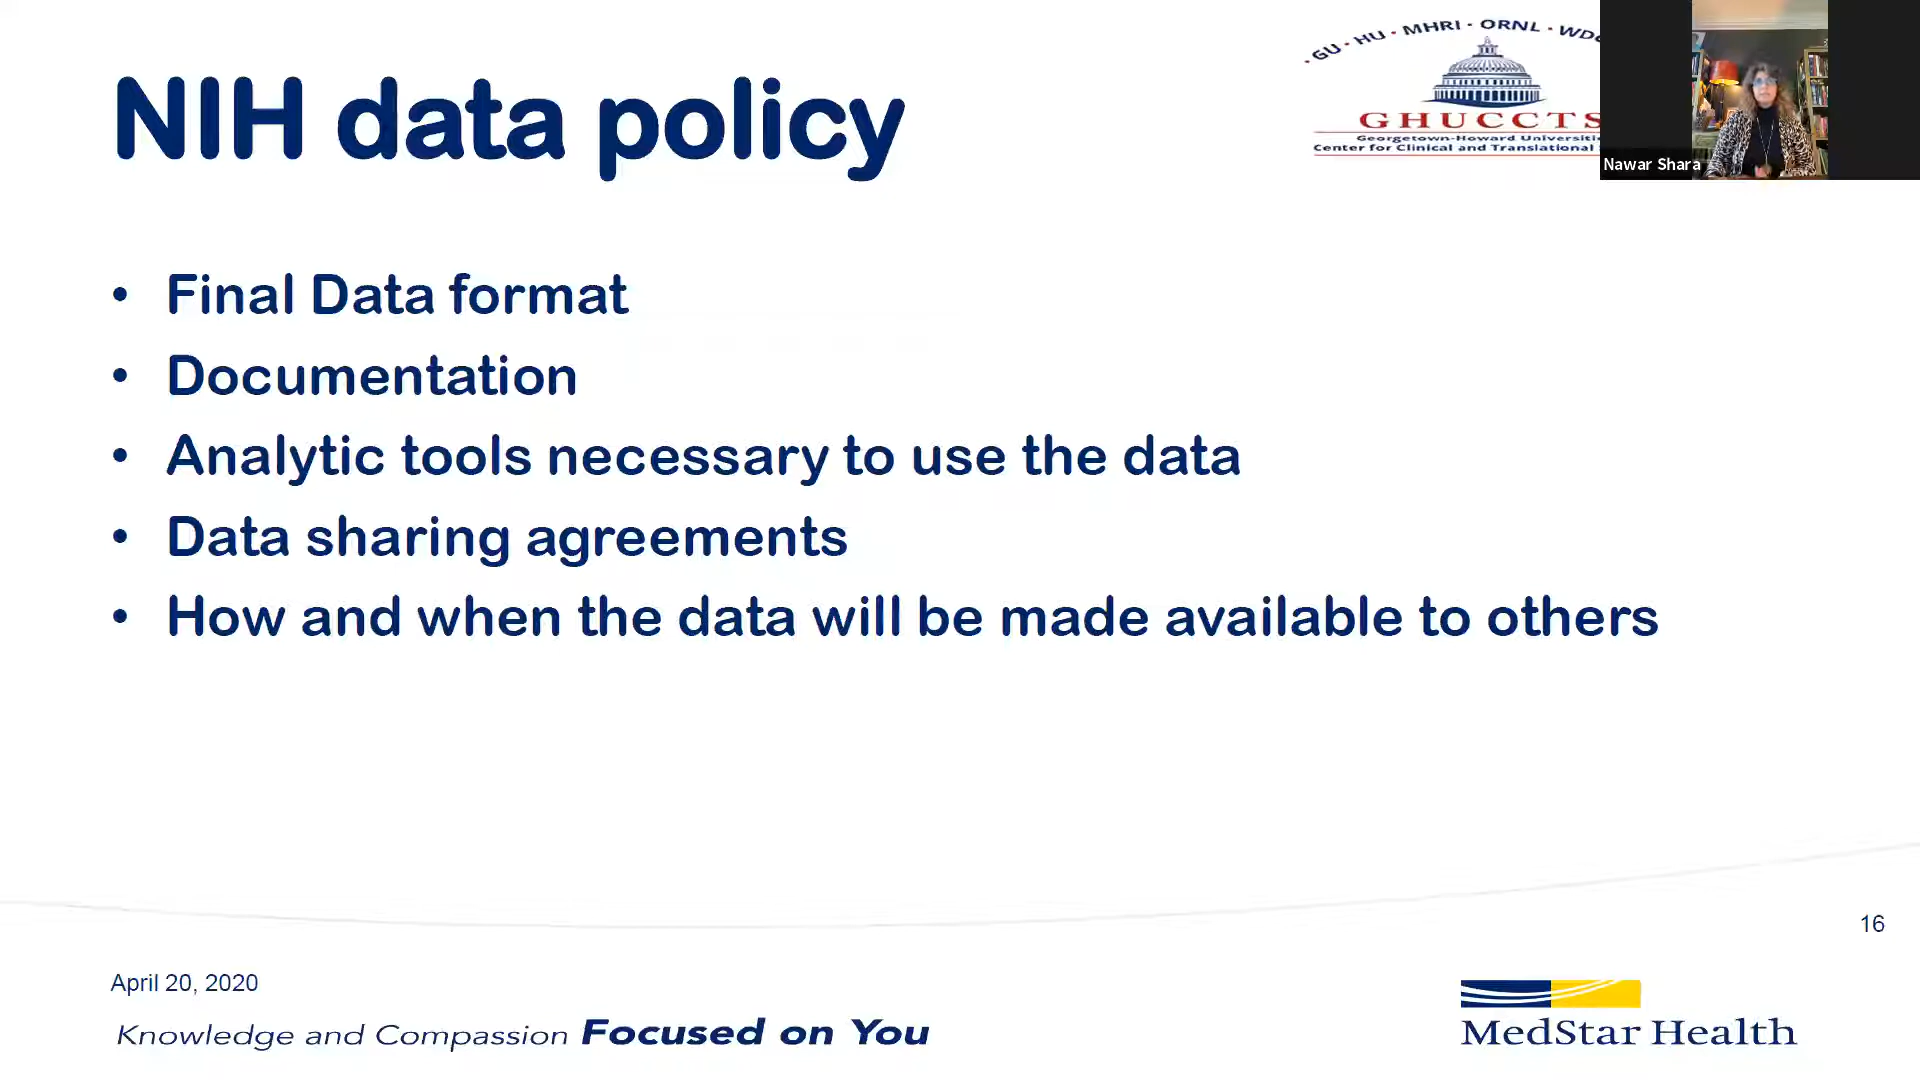 NIH data policy
· GU · HU · MHRI · ORNL ·
GHUCCTS
Georgetown-Howard
Center for Clinical and Translational
Nawar Shara
• Final Data format
• Documentation
• Analytic tools necessary to use the data
• Data sharing agreements
• How and when the data will be made available to others
16
April 20, 2020
Knowledge and Compassion Focused on You
MedStar Health